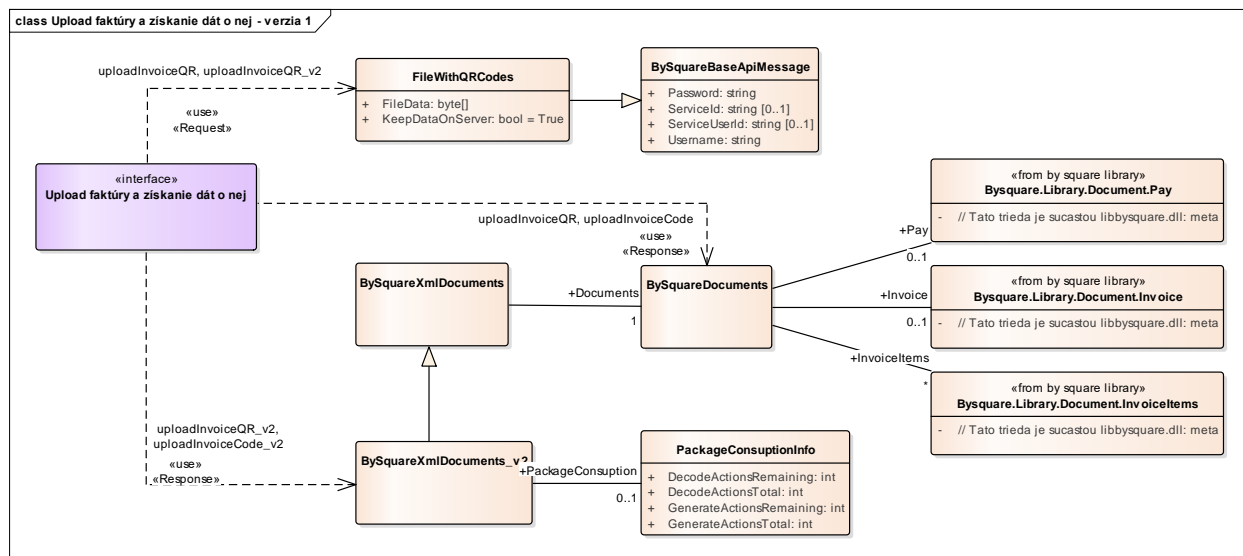 class Upload faktúry a získanie dát o nej - verzia 1
uploadInvoiceQR, uploadInvoiceQR_v2
«use»
«Request»
FileWithQRCodes
+ FileData: byte[]
+ KeepDataOnServer: bool = True
BySquareBaseApiMessage
+ Password: string
+ ServiceId: string [0..1]
+ ServiceUserId: string [0..1]
+ Username: string
«interface»
Upload faktúry a získanie dát o nej
uploadInvoiceQR, uploadInvoiceCode
«use»
«Response»
«from by square library»
Bysquare.Library.Document.Pay
- // Tato trieda je sucastou libbysquare.dll: meta
+Pay
0..1
BySquareXmlDocuments
+Documents
1
BySquareDocuments
+Invoice
0..1
«from by square library»
Bysquare.Library.Document.Invoice
- // Tato trieda je sucastou libbysquare.dll: meta
+InvoiceItems
*
«from by square library»
Bysquare.Library.Document.InvoiceItems
- // Tato trieda je sucastou libbysquare.dll: meta
uploadInvoiceQR_v2,
uploadInvoiceCode_v2
«use»
«Response»
BySquareXmlDocuments_v2
+PackageConsuption
0..1
PackageConsuptionInfo
+ DecodeActionsRemaining: int
+ DecodeActionsTotal: int
+ GenerateActionsRemaining: int
+ GenerateActionsTotal: int